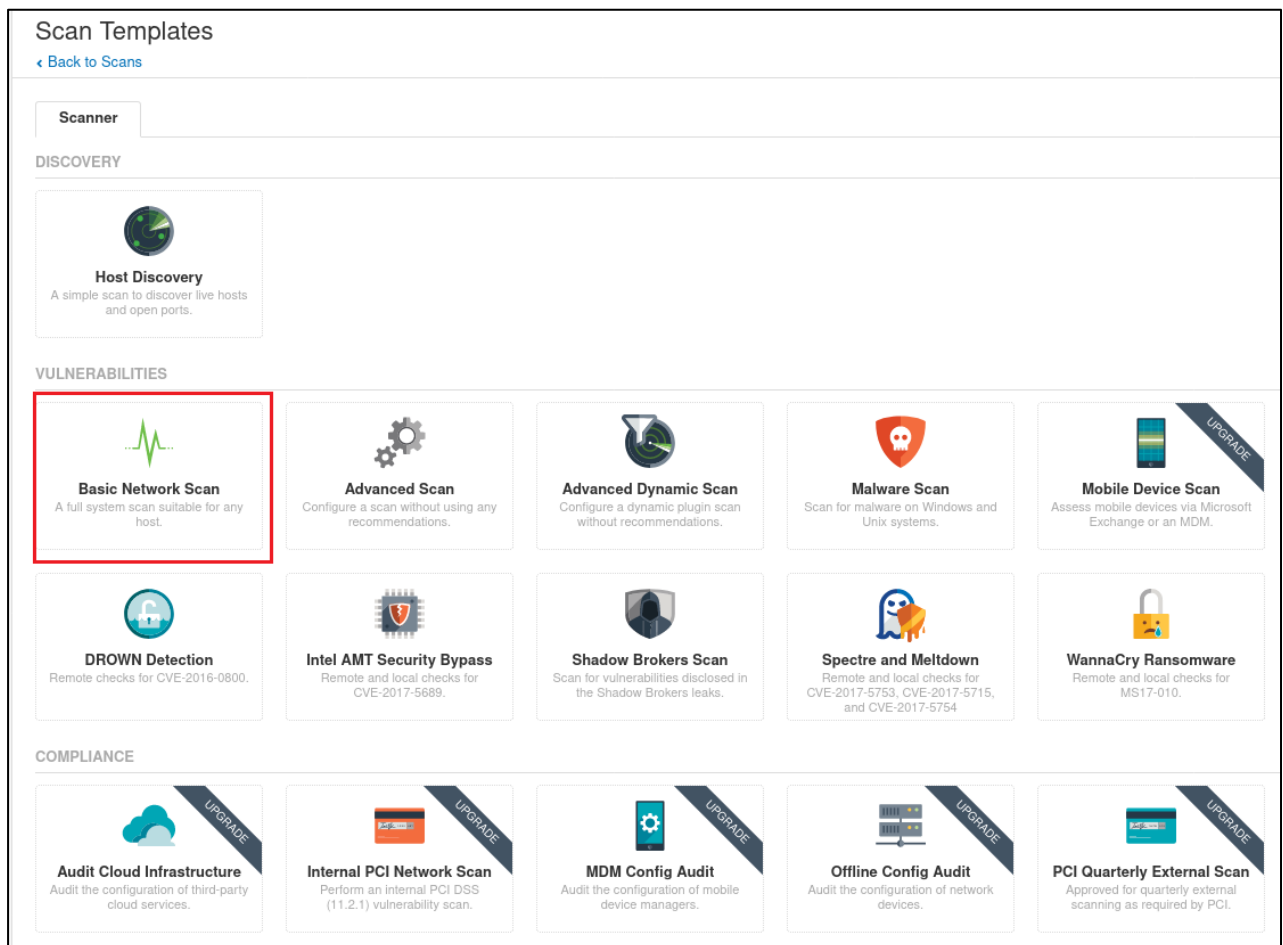 Scan Templates
‹ Back to Scans
Scanner
DISCOVERY
Host Discovery
A simple scan to discover live hosts
and open ports.
VULNERABILITIES
Basic Network Scan
A full system scan suitable for any
host.
Advanced Scan
Configure a scan without using any
recommendations.
Advanced Dynamic Scan
Configure a dynamic plugin scan
without recommendations.
Malware Scan
Scan for malware on Windows and
Unix systems.
UPGRADE
Mobile Device Scan
Assess mobile devices via Microsoft
Exchange or an MDM.
DROWN Detection
Remote checks for CVE-2016-0800.
Intel AMT Security Bypass
Remote and local checks for
CVE-2017-5689.
Shadow Brokers Scan
Scan for vulnerabilities disclosed in
the Shadow Brokers leaks.
Spectre and Meltdown
Remote and local checks for
CVE-2017-5753, CVE-2017-5715,
and CVE-2017-5754
WannaCry Ransomware
Remote and local checks for
MS17-010.
COMPLIANCE
UPGRADE
Audit Cloud Infrastructure
Audit the configuration of third-party
cloud services.
UPGRADE
Internal PCI Network Scan
Perform an internal PCI DSS
(11.2.1) vulnerability scan.
UPGRADE
MDM Config Audit
Audit the configuration of mobile
device managers.
UPGRADE
Offline Config Audit
Audit the configuration of network
devices.
UPGRADE
PCI Quarterly External Scan
Approved for quarterly external
scanning as required by PCI.